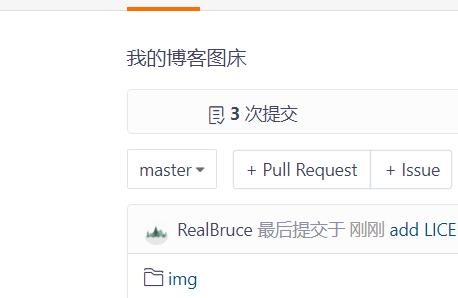 我的博客图床
3 次提交
master
+ Pull Request + Issue
RealBruce 最后提交于 刚刚 add LICE
img